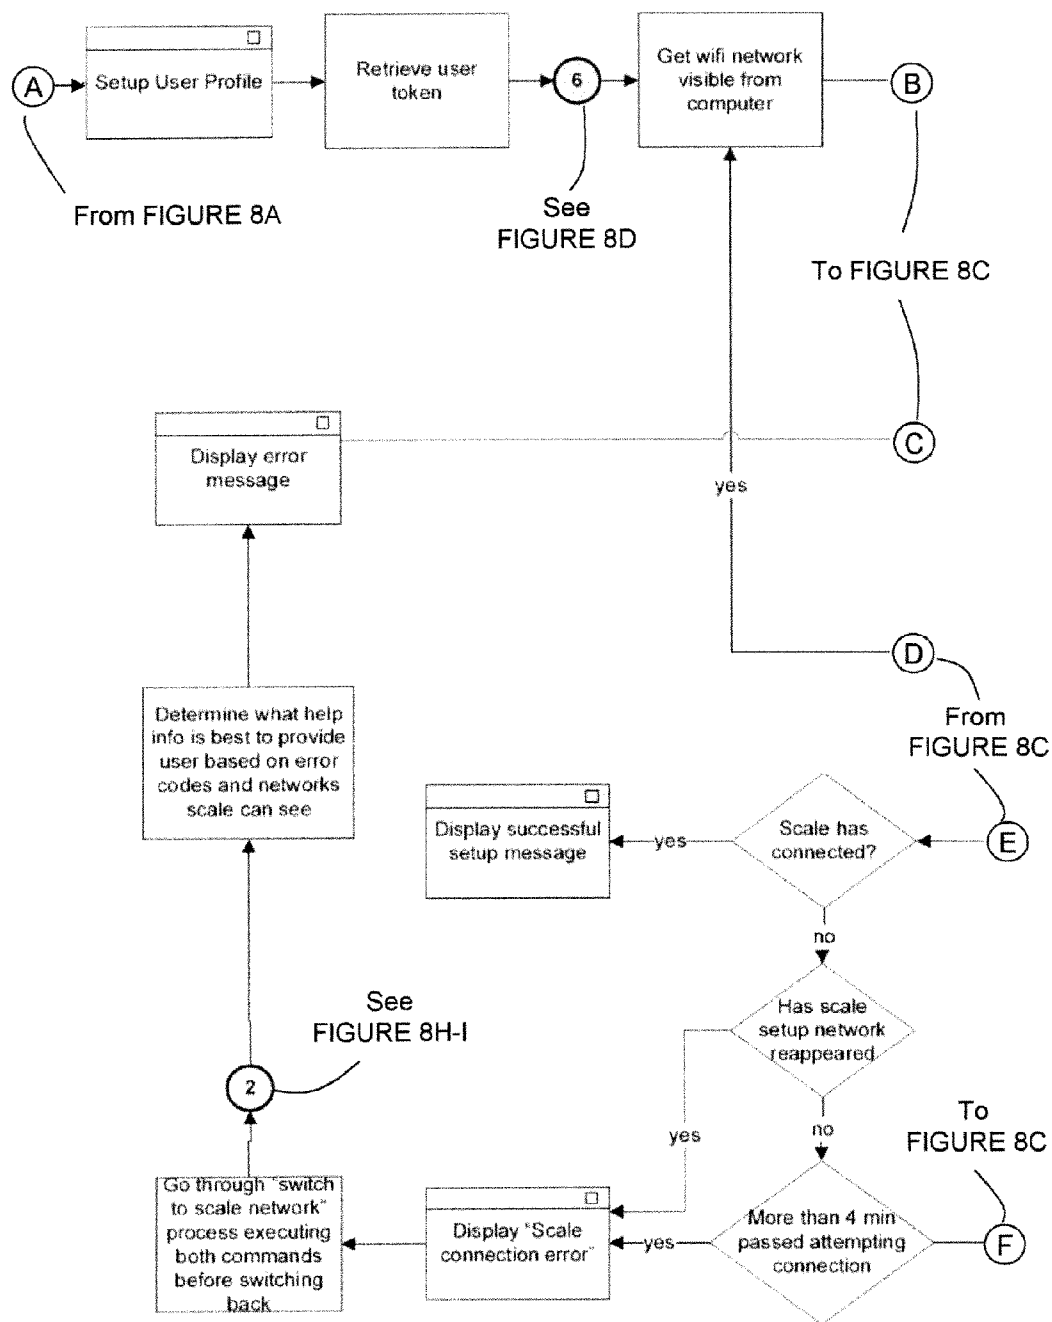 A
Setup User Profile
Retrieve user
token
6
Get wifi network
visible from
computer
B
From FIGURE 8A
See
FIGURE 8D
To FIGURE 8C
Display error
message
C
yes
D
From
FIGURE 8C
Determine what help
info is best to provide
user based on error
codes and networks
scale can see
Display successful
setup message
yes
Scale has
connected?
E
no
Has scale
setup network
reappeared
See
FIGURE 8H-I
2
yes
no
To
FIGURE 8C
Go through "switch
to scale network"
process executing
both commands
before switching
back
Display "Scale
connection error"
yes
More than 4 min
passed attempting
connection
F